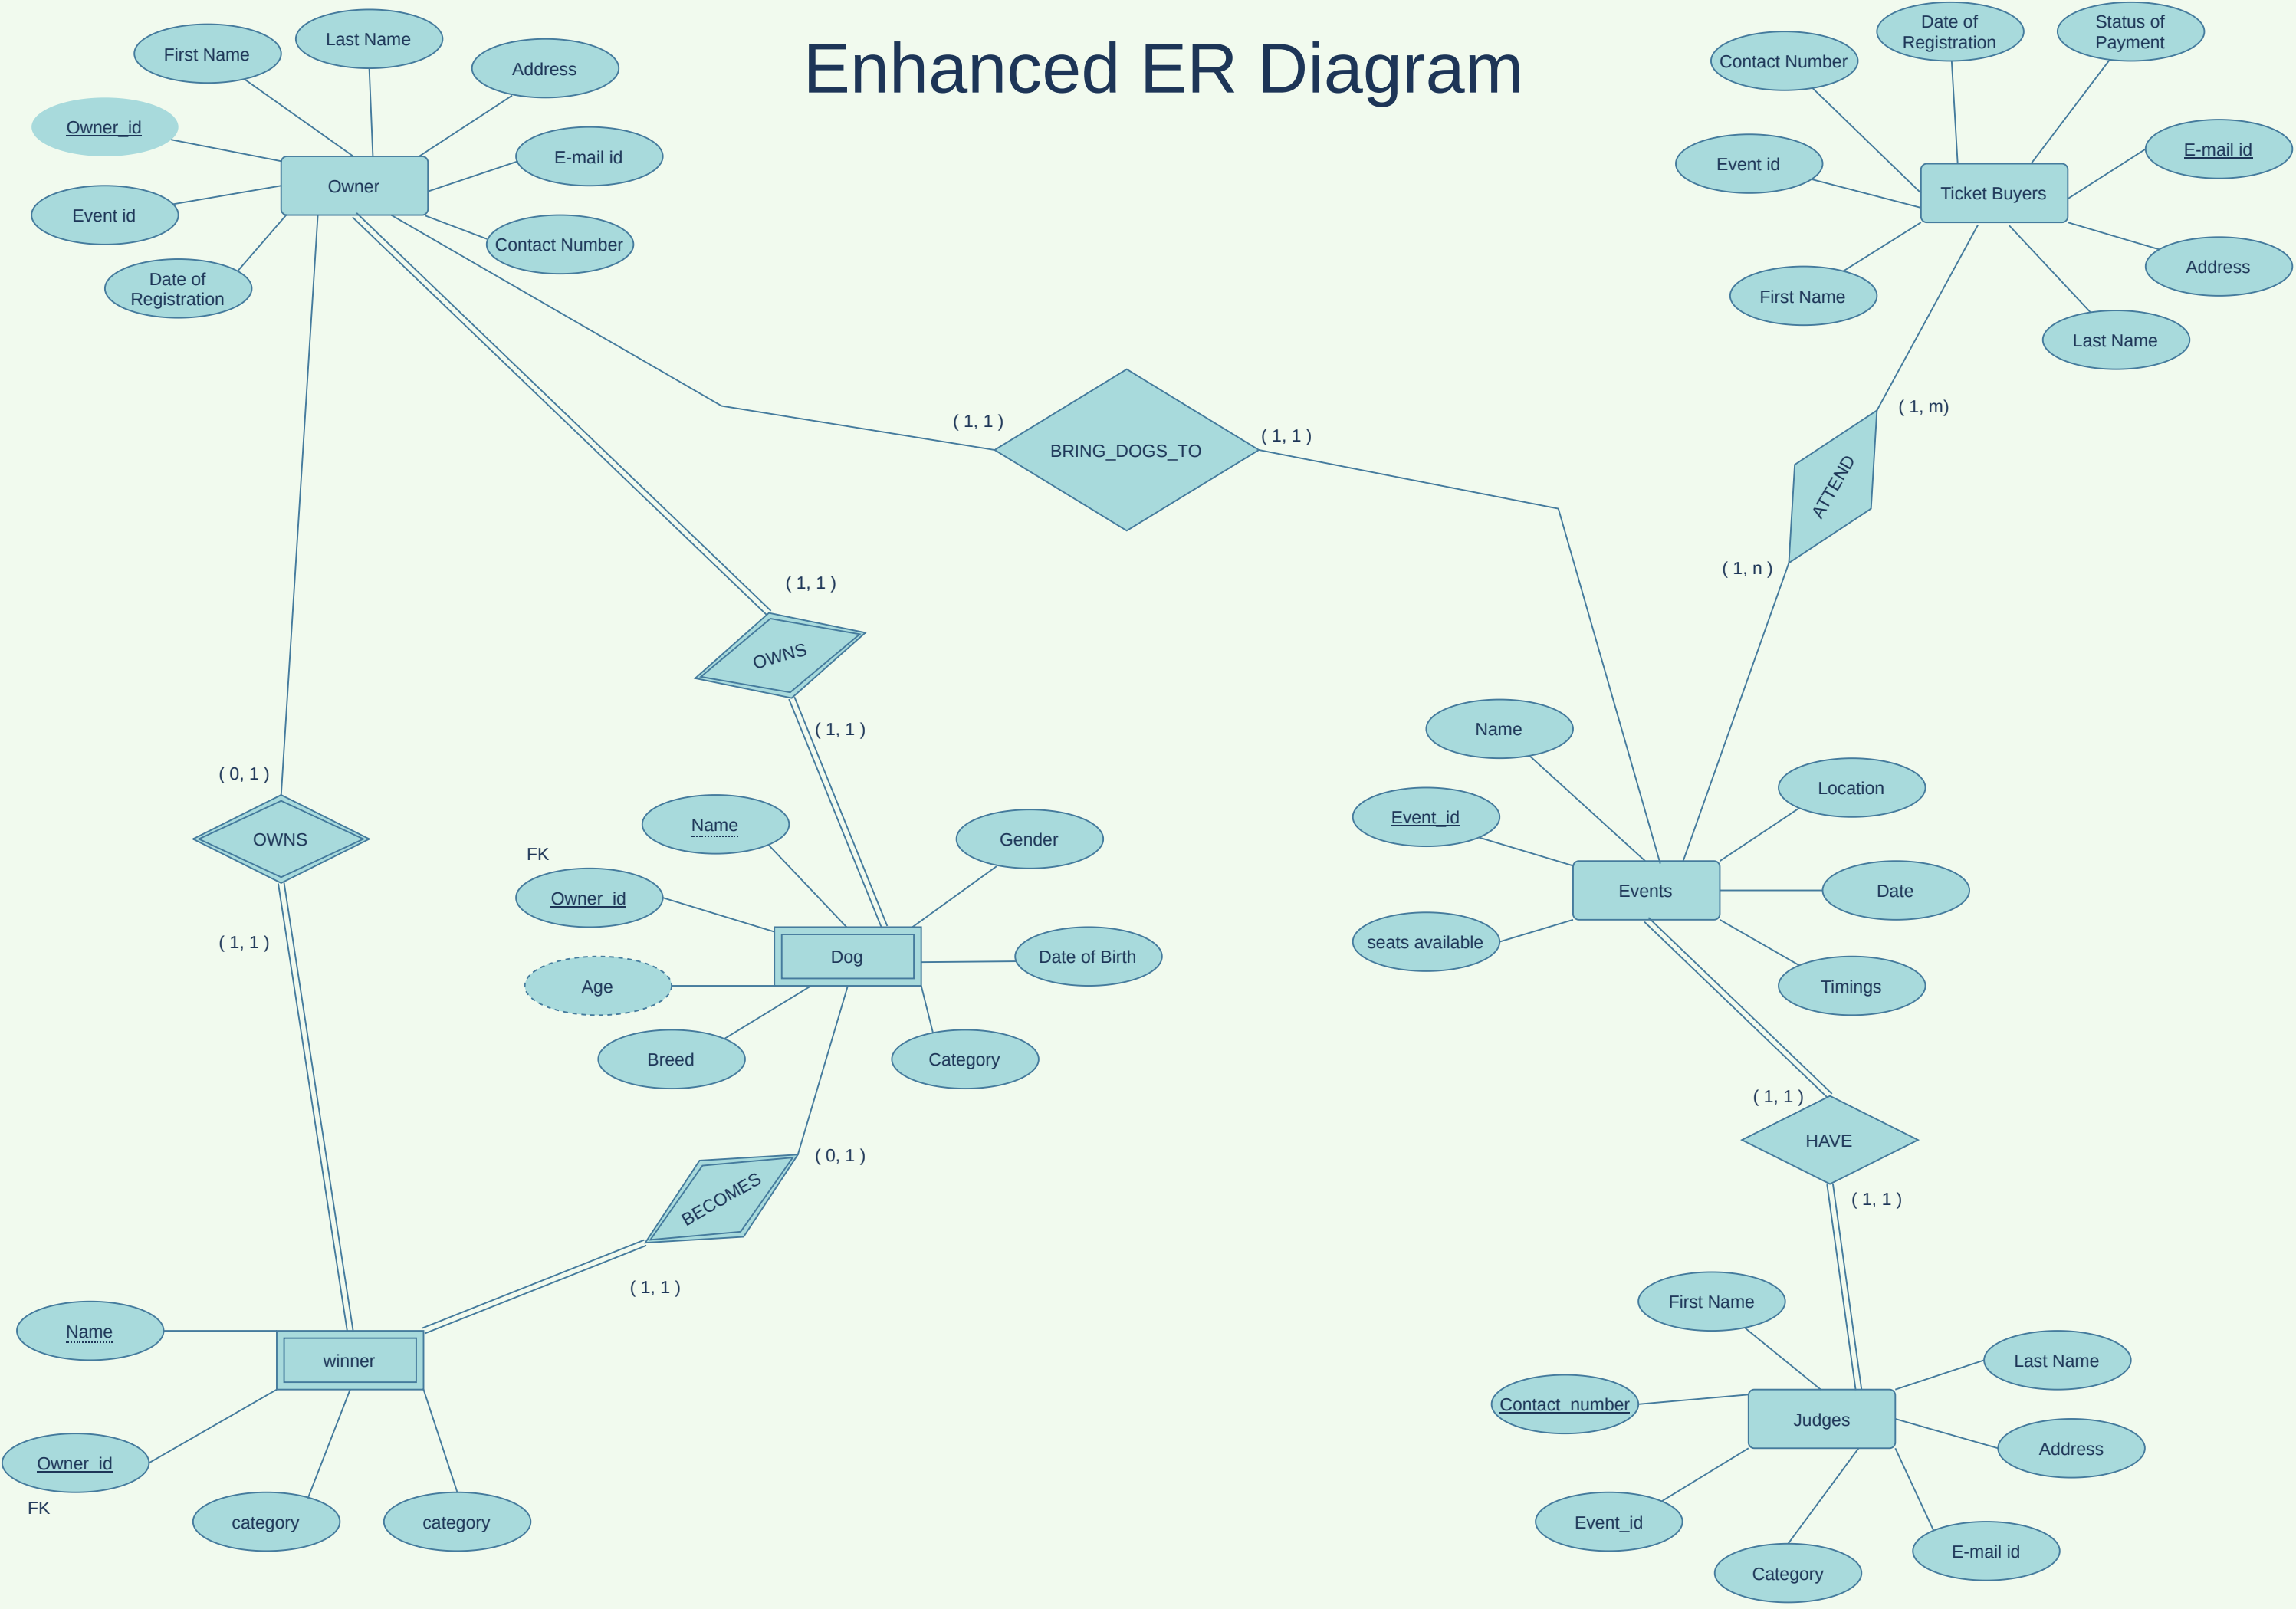 Enhanced ER Diagram
First Name
Last Name
Address
Owner_id
E-mail id
Owner
Event id
Contact Number
Date of
Registration
Contact Number
Date of
Registration
Status of
Payment
Event id
E-mail id
Ticket Buyers
First Name
Address
Last Name
( 1, 1 )
BRING_DOGS_TO
( 1, 1 )
( 1, m)
ATTEND
( 1, n )
( 1, 1 )
OWNS
( 1, 1 )
( 0, 1 )
OWNS
( 1, 1 )
Name
Gender
FK
Owner_id
Dog
Date of Birth
Age
Breed
Category
Name
Location
Event_id
Events
Date
seats available
Timings
( 0, 1 )
BECOMES
( 1, 1 )
( 1, 1 )
HAVE
( 1, 1 )
Name
winner
Owner_id
FK
category
category
First Name
Last Name
Contact_number
Judges
Address
Event_id
Category
E-mail id